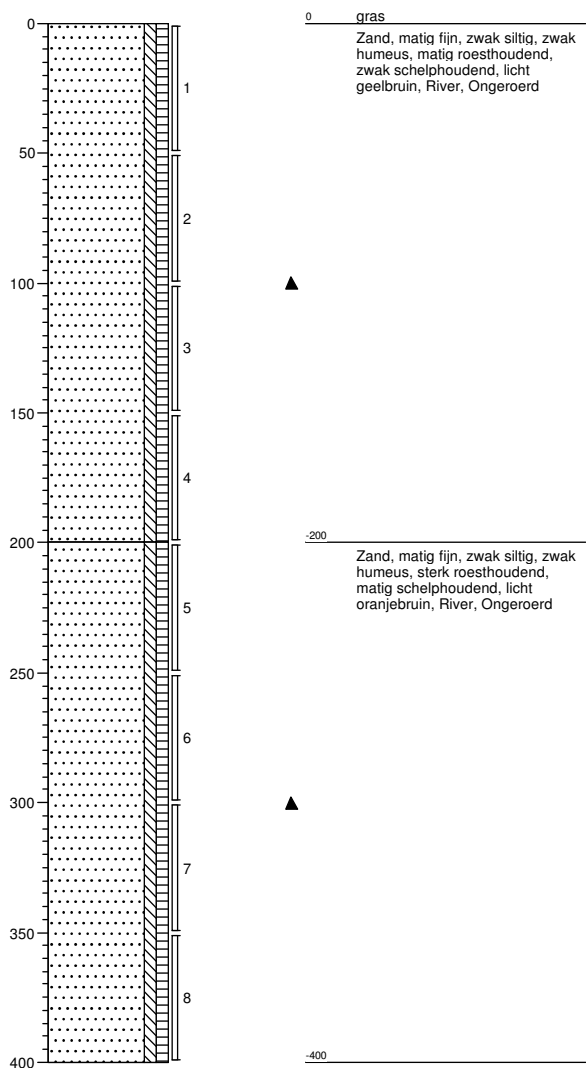 0
50
100
150
200
250
300
350
400
1
2
3
4
5
6
7
8
0 gras
Zand, matig fijn, zwak siltig, zwak
humeus, matig roesthoudend,
zwak schelphoudend, licht
geelbruin, River, Ongeroerd
-200
Zand, matig fijn, zwak siltig, zwak
humeus, sterk roesthoudend,
matig schelphoudend, licht
oranjebruin, River, Ongeroerd
-400